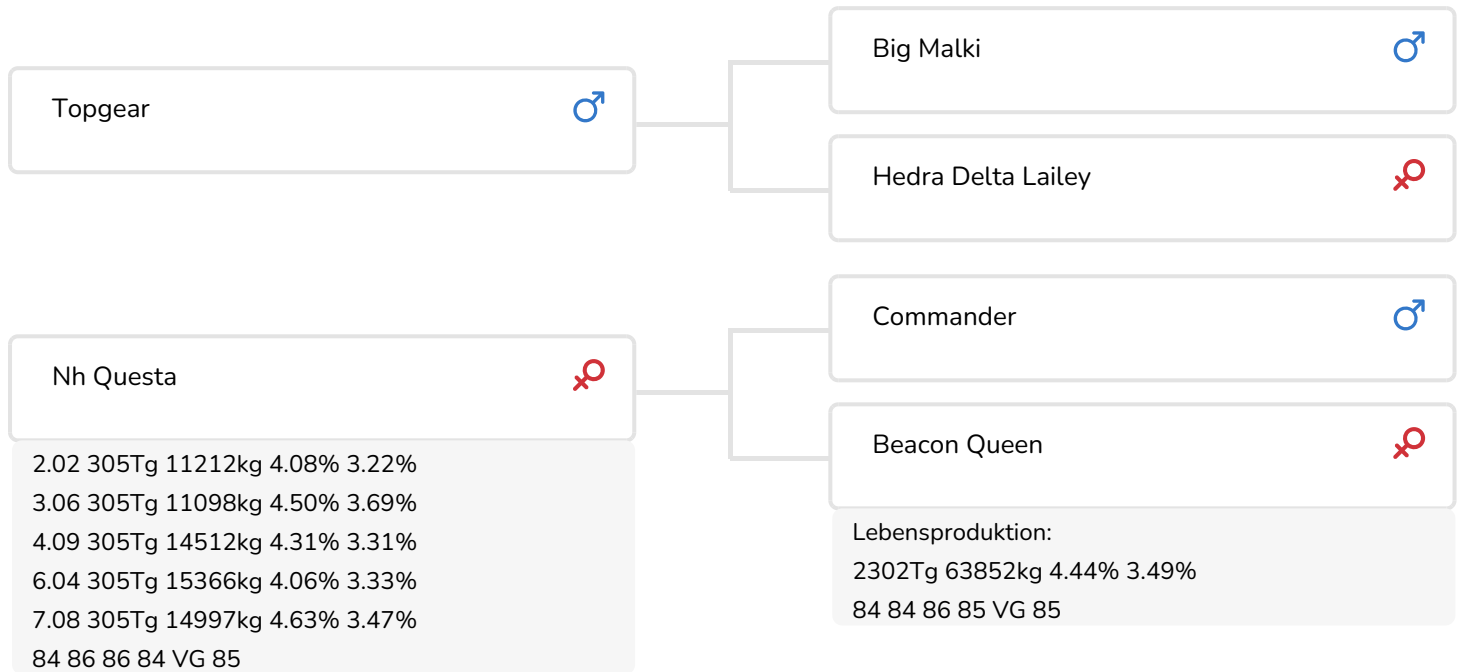 Big Malki
Topgear
Hedra Delta Lailey
Commander
Nh Questa
Beacon Queen
2.02 305Tg 11212kg 4.08% 3.22%
3.06 305Tg 11098kg 4.50% 3.69%
4.09 305Tg 14512kg 4.31% 3.31%
6.04 305Tg 15366kg 4.06% 3.33%
7.08 305Tg 14997kg 4.63% 3.47%
84 86 86 84 VG 85
Lebensproduktion:
2302Tg 63852kg 4.44% 3.49%
84 84 86 85 VG 85